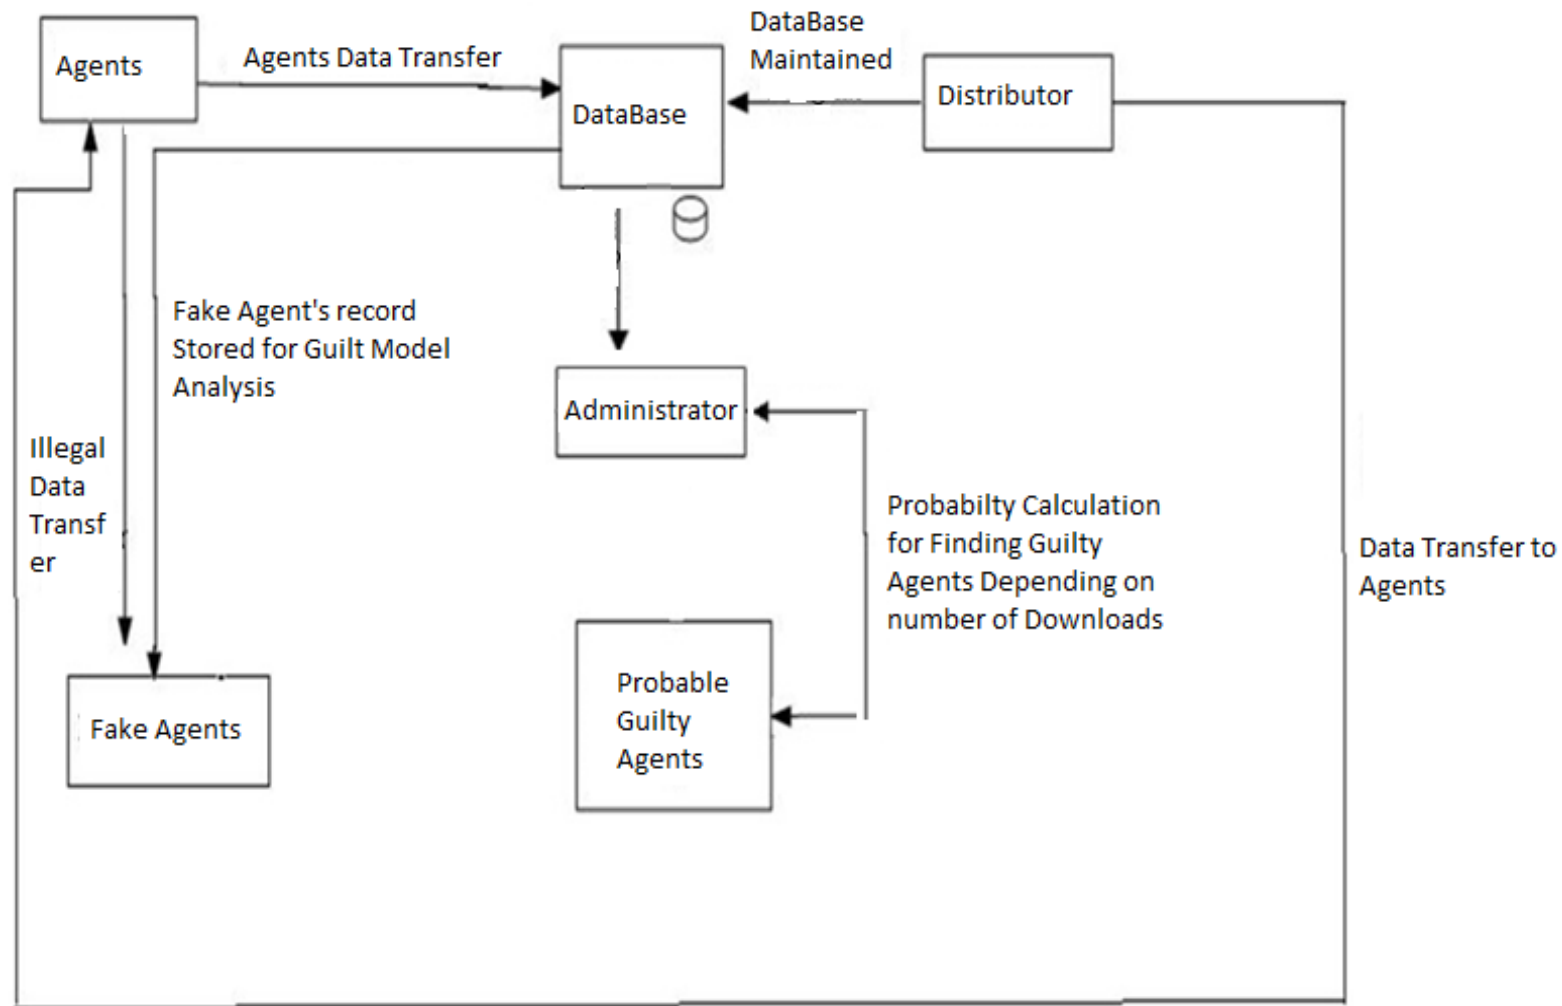 DataBase
Maintained
Agents
Agents Data Transfer
Distributor
DataBase
Fake Agent's record
Stored for Guilt Model
Analysis
Administrator
Illegal
Data
Transf
er
Probabilty Calculation
for Finding Guilty
Agents Depending on
number of Downloads
Data Transfer to
Agents
Probable
Guilty
Agents
Fake Agents